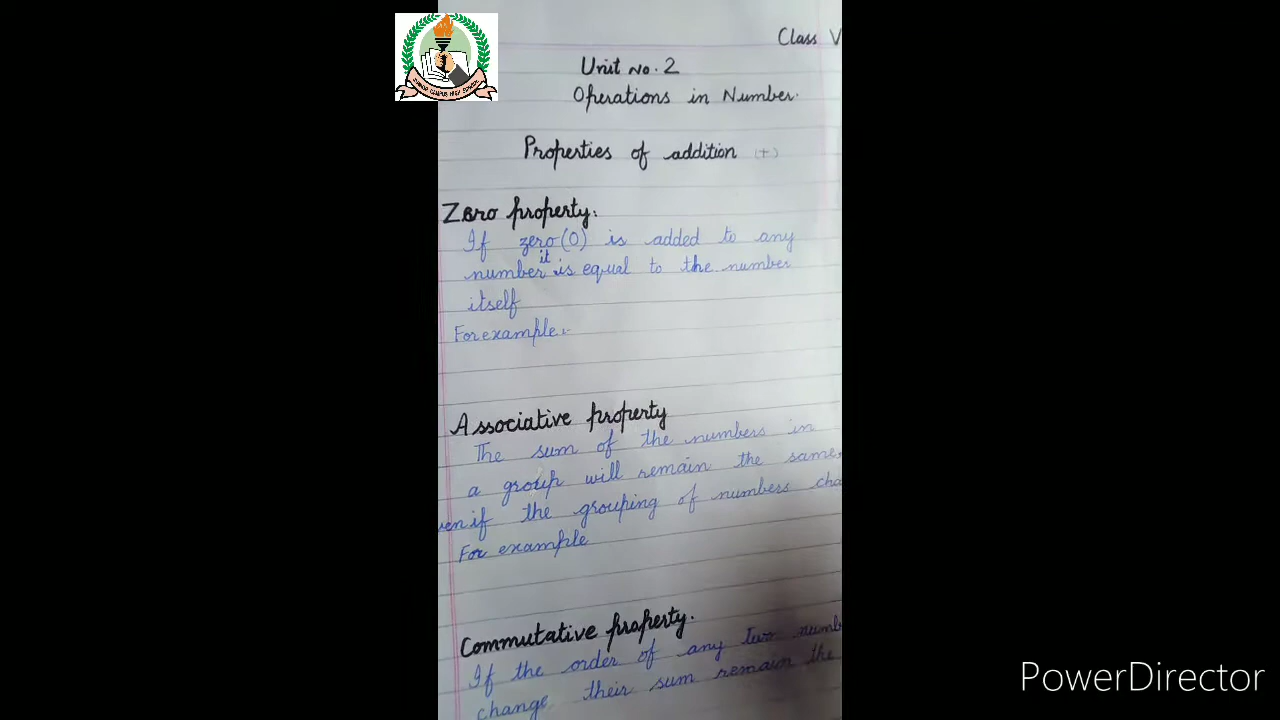 Class V
Unit No. 2
Operations in Number.
Properties of addition (+)
Zero property:
If zero (0) is added to any
number it is equal to the number
itself
For example:-
Associative property
The sum of the numbers in
a group will remain the same,
if the grouping of numbers
For example
Commutative property.
If the order of any two
change their sum remain the
PowerDirector